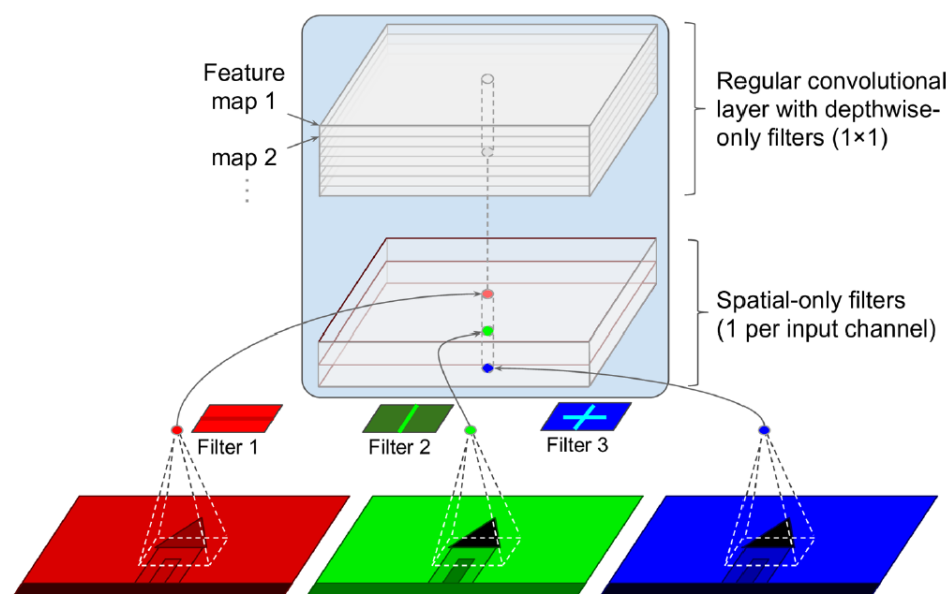 Feature
map 1
map 2
Regular convolutional
layer with depthwise-
only filters (1×1)
Spatial-only filters
(1 per input channel)
Filter 1
Filter 2
Filter 3